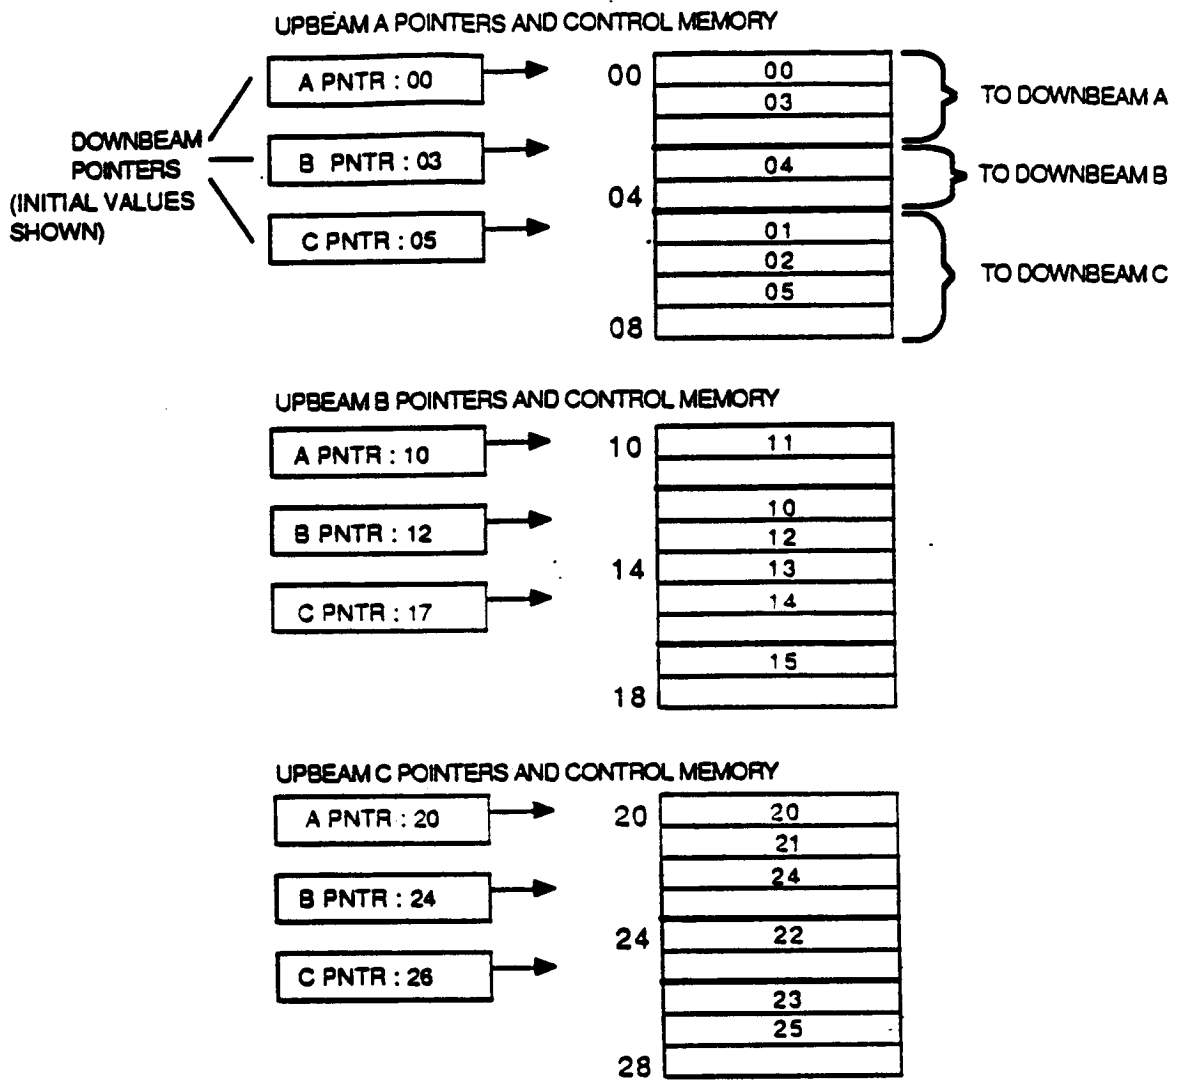 UPBEAM A POINTERS AND CONTROL MEMORY
A PNTR : 00
00
00
03
TO DOWNBEAM A
DOWNBEAM
POINTERS
(INITIAL VALUES
SHOWN)
B PNTR : 03
04
04
TO DOWNBEAM B
C PNTR : 05
01
02
05
08
TO DOWNBEAM C
UPBEAM B POINTERS AND CONTROL MEMORY
A PNTR : 10
10
11
B PNTR : 12
10
12
14
13
C PNTR : 17
14
15
18
UPBEAM C POINTERS AND CONTROL MEMORY
A PNTR : 20
20
20
21
B PNTR : 24
24
24
22
C PNTR : 26
23
25
28